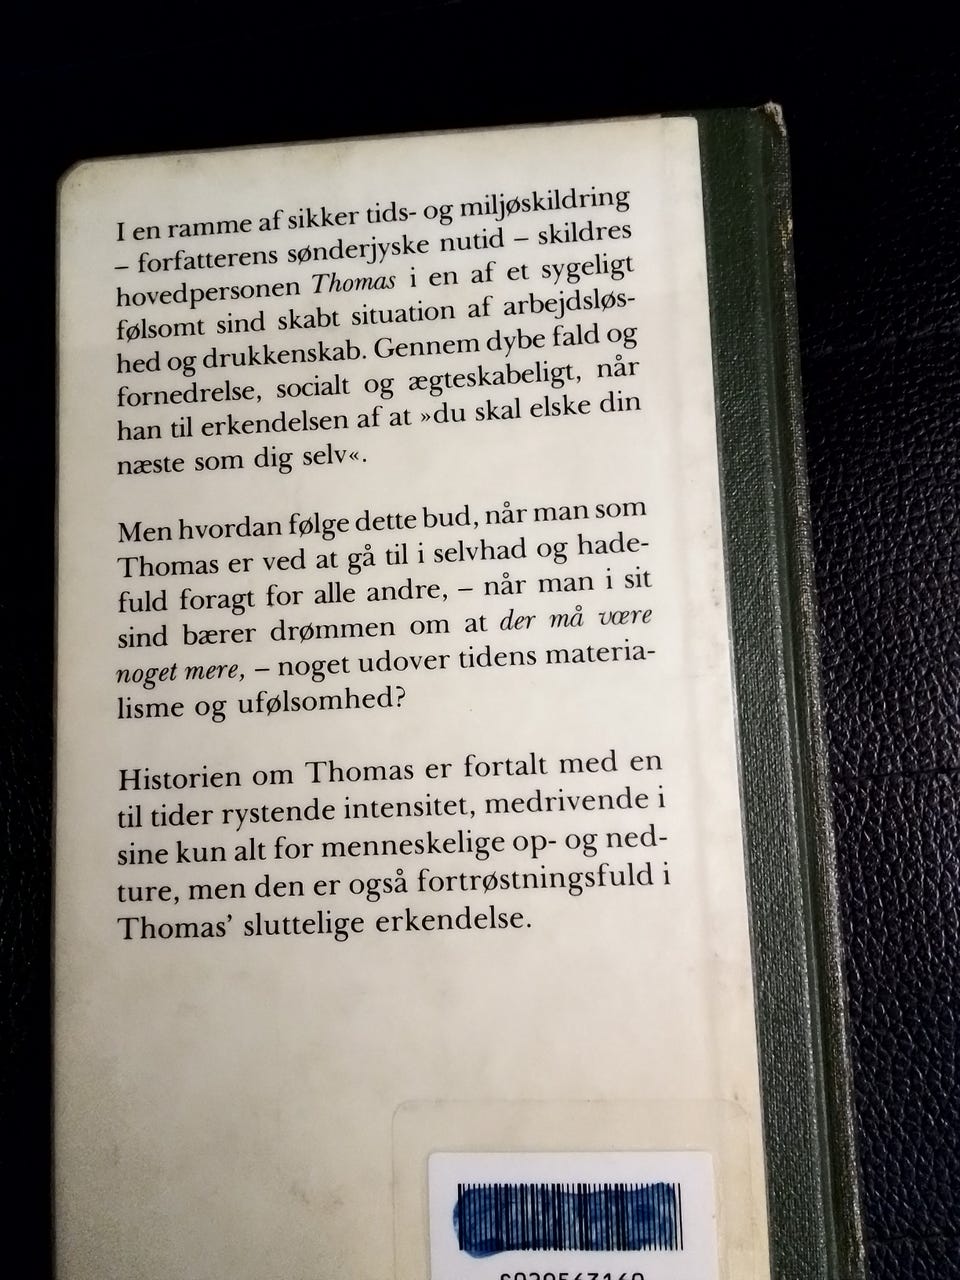 I en ramme af sikker tids- og miljøskildring
– forfatterens sønderjyske nutid – skildres
hovedpersonen Thomas i en af et sygeligt
følsomt sind skabt situation af arbejdsløs-
hed og drukkenskab. Gennem dybe fald og
fornedrelse, socialt og ægteskabeligt, når
han til erkendelsen af at »du skal elske din
næste som dig selv«.
Men hvordan følge dette bud, når man som
Thomas er ved at gå til i selvhad og hade-
fuld foragt for alle andre, – når man i sit
sind bærer drømmen om at der må være
noget mere, – noget udover tidens materia-
lisme og ufølsomhed?
Historien om Thomas er fortalt med en
til tider rystende intensitet, medrivende i
sine kun alt for menneskelige op- og ned-
ture, men den er også fortrøstningsfuld i
Thomas’ sluttelige erkendelse.